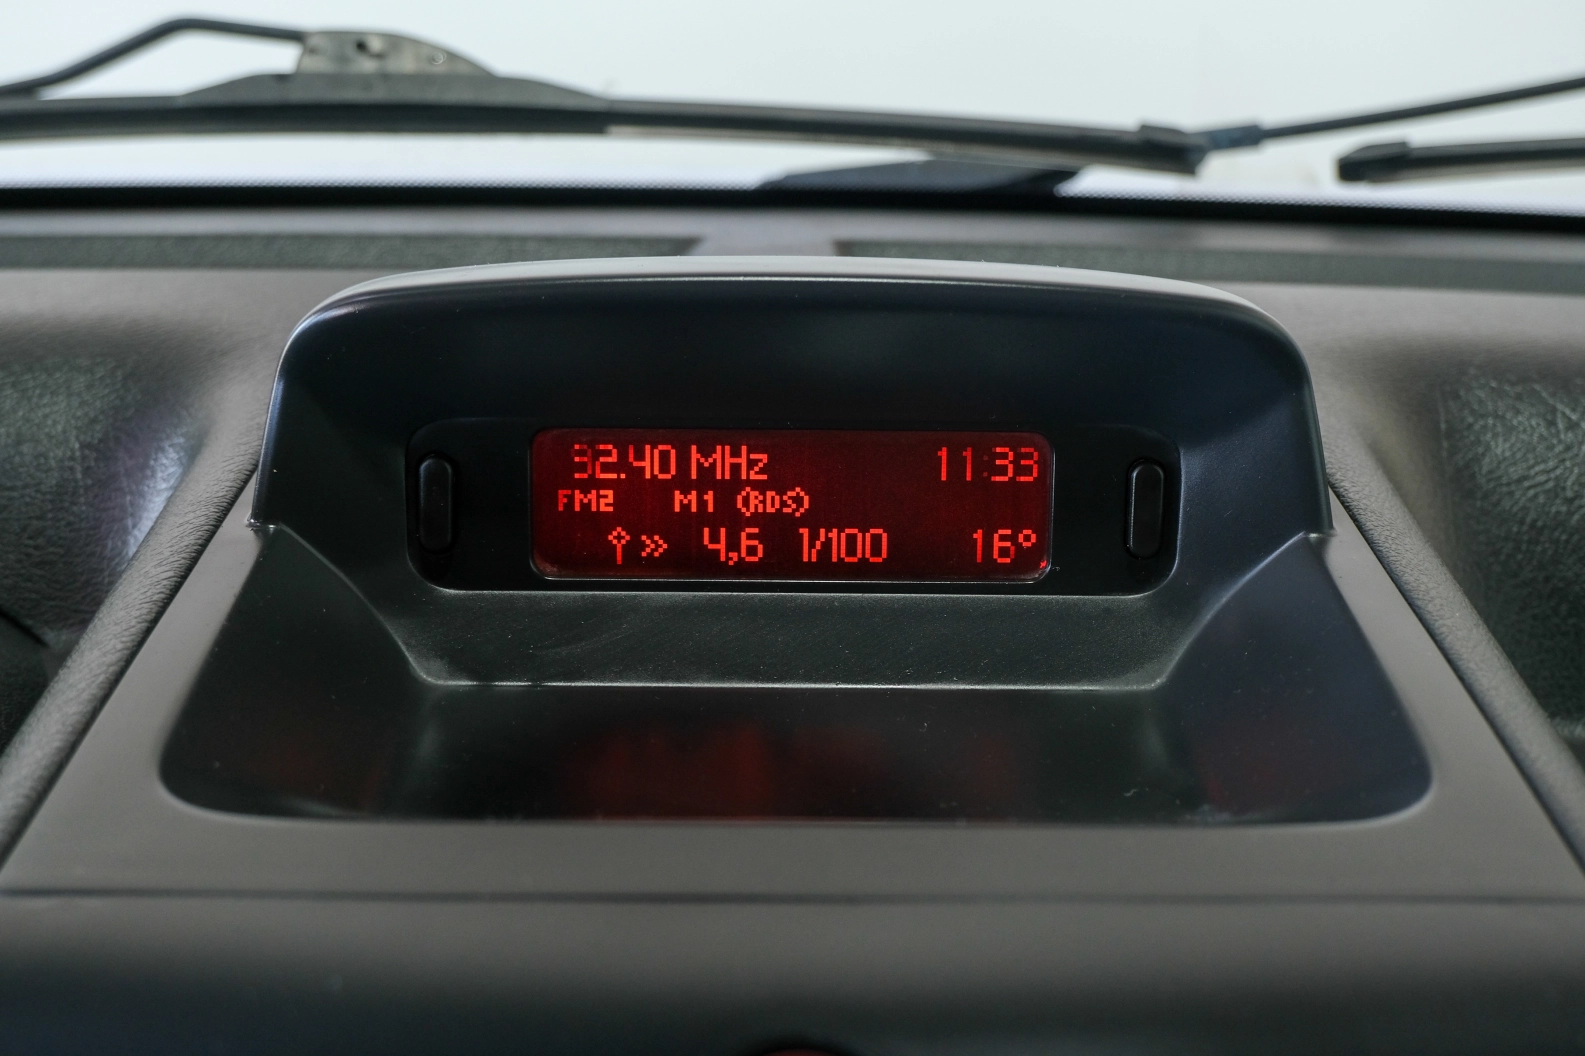 92.40 MHz 11:33
FM2 M1 (RDS)
4,6 l/100 16°